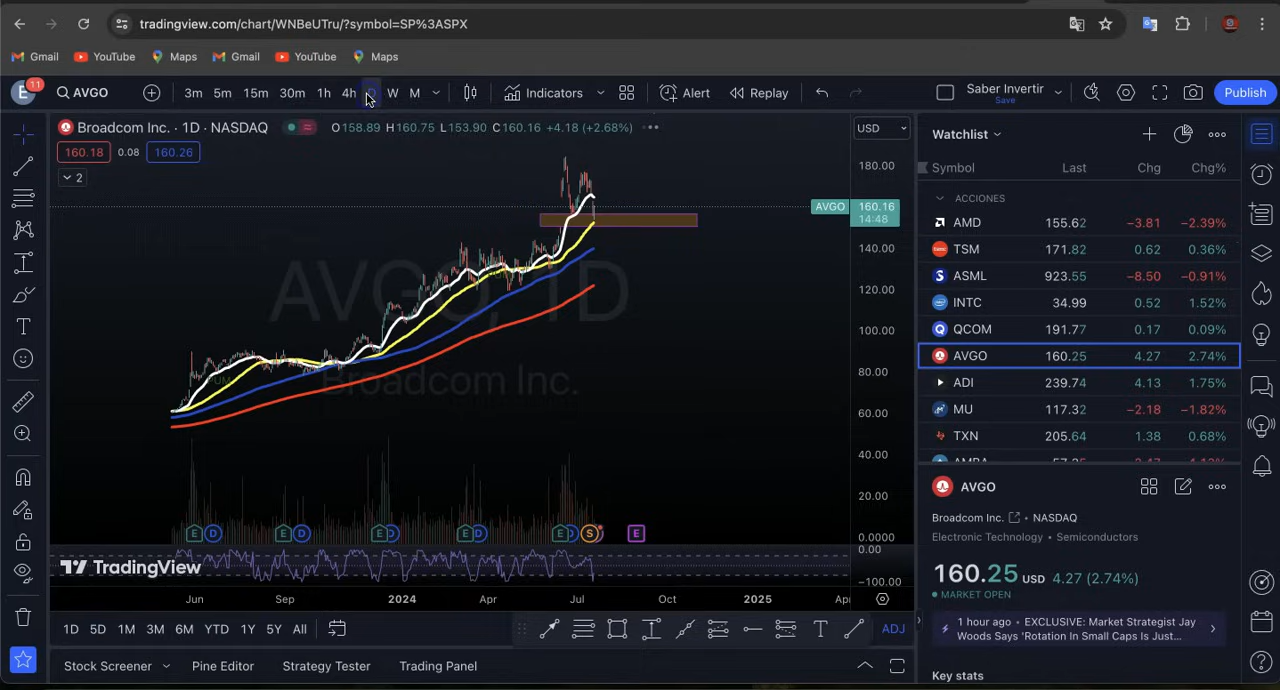 tradingview.com/chart/WNBeUTru/?symbol=SP%3ASPX
Gmail YouTube Maps Gmail YouTube Maps
E 11 AVGO 3m 5m 15m 30m 1h 4h D W M Indicators Alert Replay Saber Invertir Save Publish
Broadcom Inc. · 1D · NASDAQ O158.89 H160.75 L153.90 C160.16 +4.18 (+2.68%) USD
160.18 0.08 160.26
2
AVGO, 1D
Broadcom Inc.
180.00
AVGO 160.16
14:48
140.00
120.00
100.00
80.00
60.00
40.00
20.00
0.0000
0.00
−100.00
E D E D E D E D E S E
TradingView
Jun Sep 2024 Apr Jul Oct 2025
1D 5D 1M 3M 6M YTD 1Y 5Y All ADJ
Stock Screener Pine Editor Strategy Tester Trading Panel
Watchlist
Symbol Last Chg Chg%
ACCIONES
AMD 155.62 −3.81 −2.39%
TSM 171.82 0.62 0.36%
ASML 923.55 −8.50 −0.91%
INTC 34.99 0.52 1.52%
QCOM 191.77 0.17 0.09%
AVGO 160.25 4.27 2.74%
ADI 239.74 4.13 1.75%
MU 117.32 −2.18 −1.82%
TXN 205.64 1.38 0.68%
AVGO
Broadcom Inc. • NASDAQ
Electronic Technology • Semiconductors
160.25 USD 4.27 (2.74%)
MARKET OPEN
1 hour ago • EXCLUSIVE: Market Strategist Jay
Woods Says 'Rotation In Small Caps Is Just...
Key stats